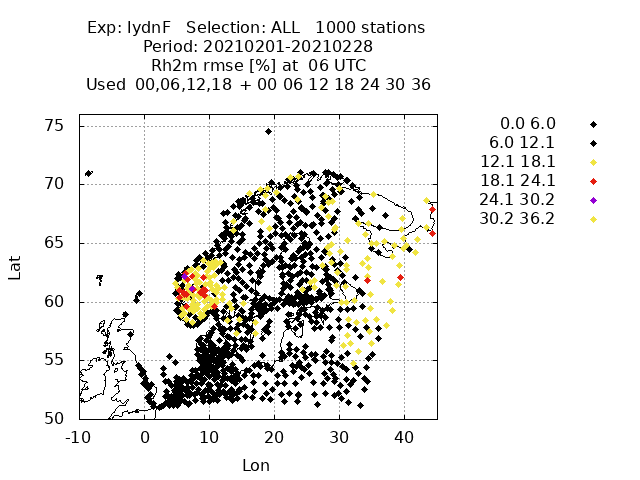 Exp: IydnF   Selection: ALL   1000 stations
Period: 20210201-20210228
Rh2m rmse [%] at  06 UTC
Used  00,06,12,18  + 00 06 12 18 24 30 36
0.0 6.0
6.0 12.1
12.1 18.1
18.1 24.1
24.1 30.2
30.2 36.2
75
70
65
60
55
50
Lat
-10 0 10 20 30 40
Lon